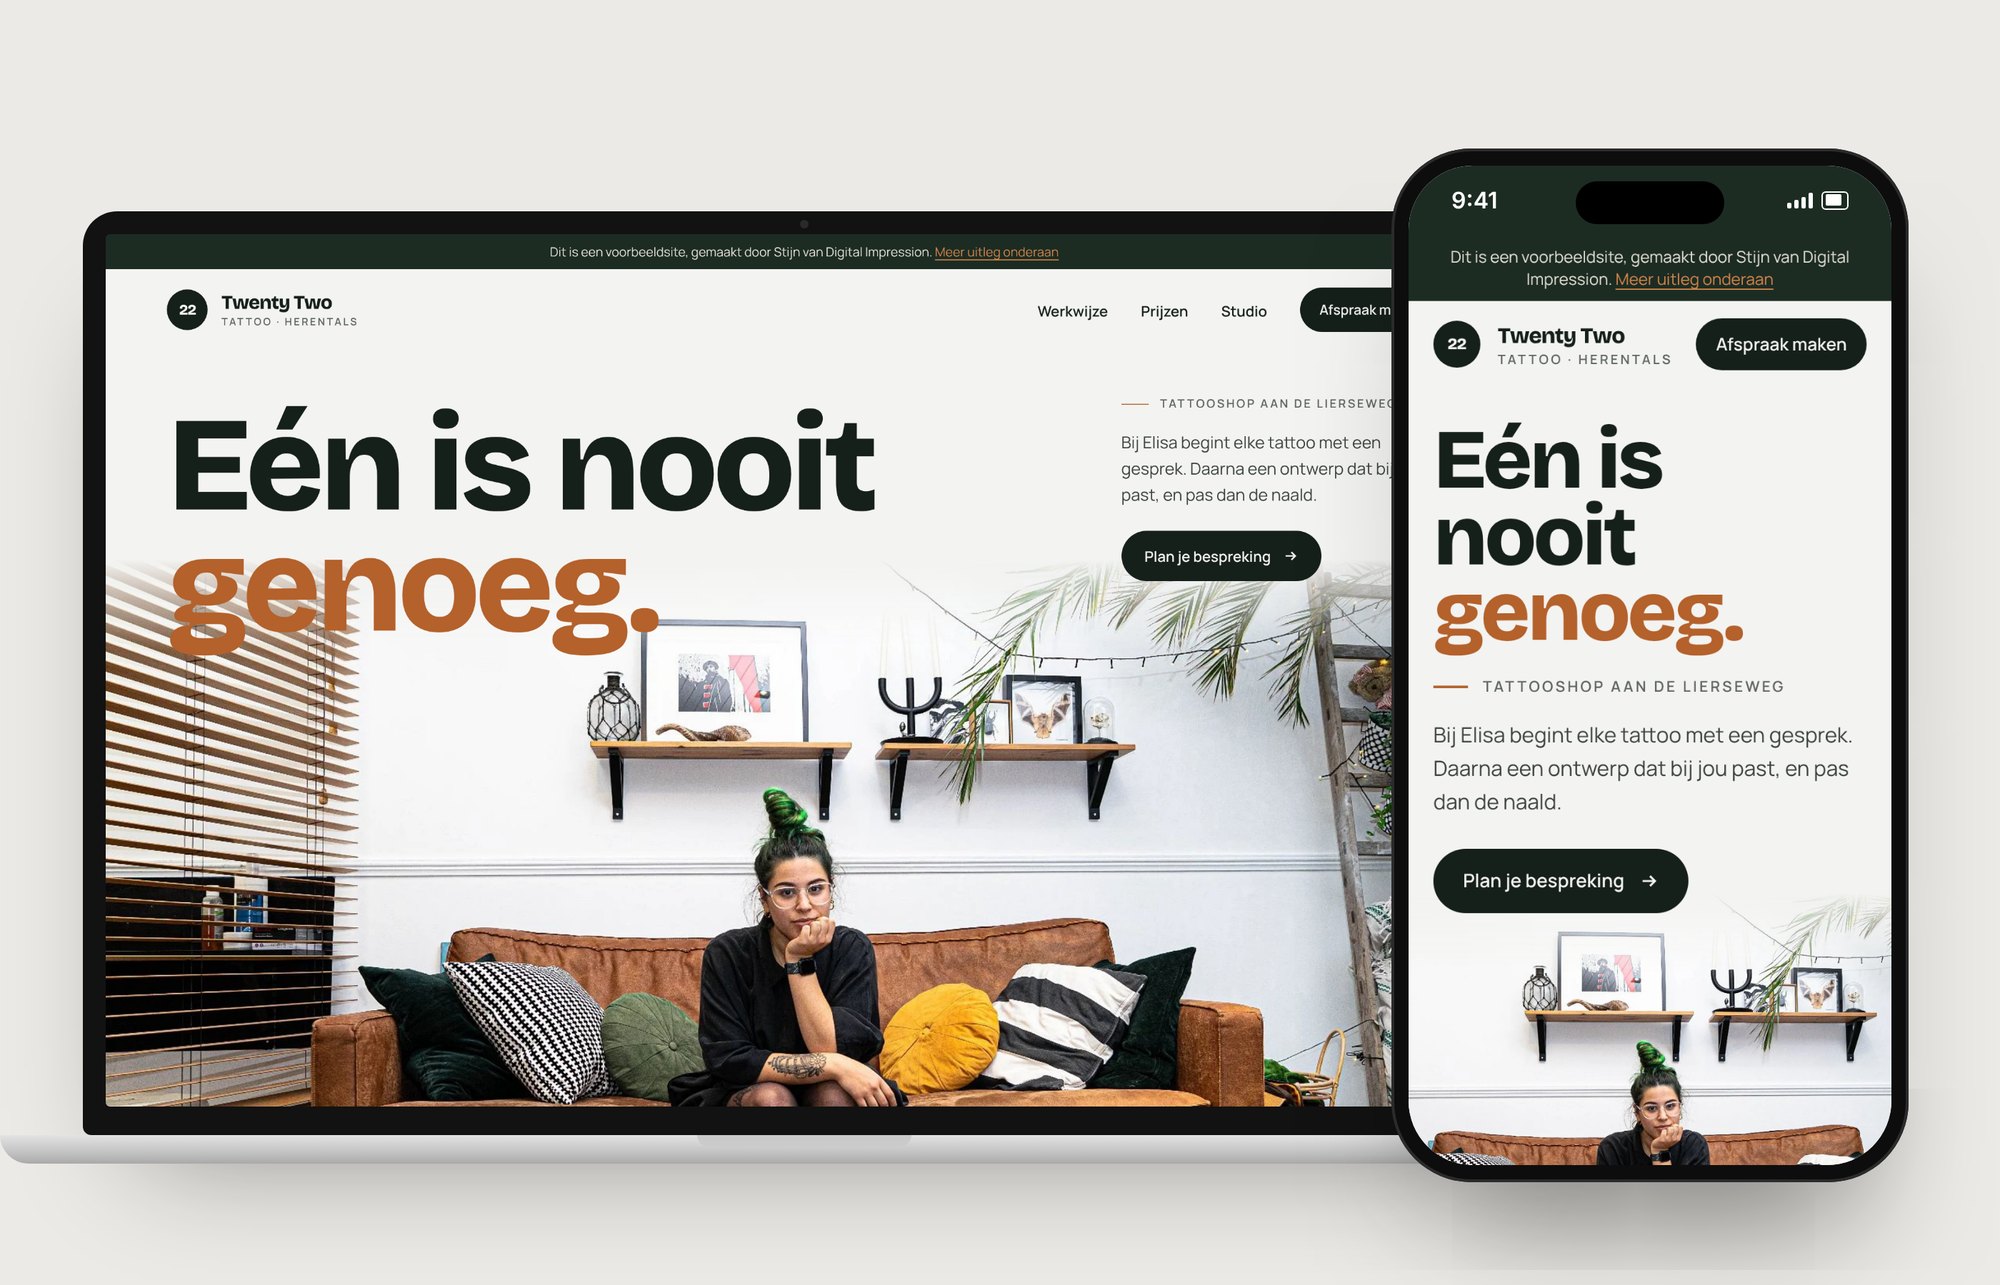 Dit is een voorbeeldsite, gemaakt door Stijn van Digital Impression. Meer uitleg onderaan
22
Twenty Two
TATTOO · HERENTALS
Werkwijze
Prijzen
Studio
Afspraak m
Eén is nooit
genoeg.
TATTOOSHOP AAN DE LIERSEWEG
Bij Elisa begint elke tattoo met een
gesprek. Daarna een ontwerp dat bij
past, en pas dan de naald.
Plan je bespreking →
9:41
Dit is een voorbeeldsite, gemaakt door Stijn van Digital
Impression. Meer uitleg onderaan
22
Twenty Two
TATTOO · HERENTALS
Afspraak maken
Eén is
nooit
genoeg.
TATTOOSHOP AAN DE LIERSEWEG
Bij Elisa begint elke tattoo met een gesprek.
Daarna een ontwerp dat bij jou past, en pas
dan de naald.
Plan je bespreking →